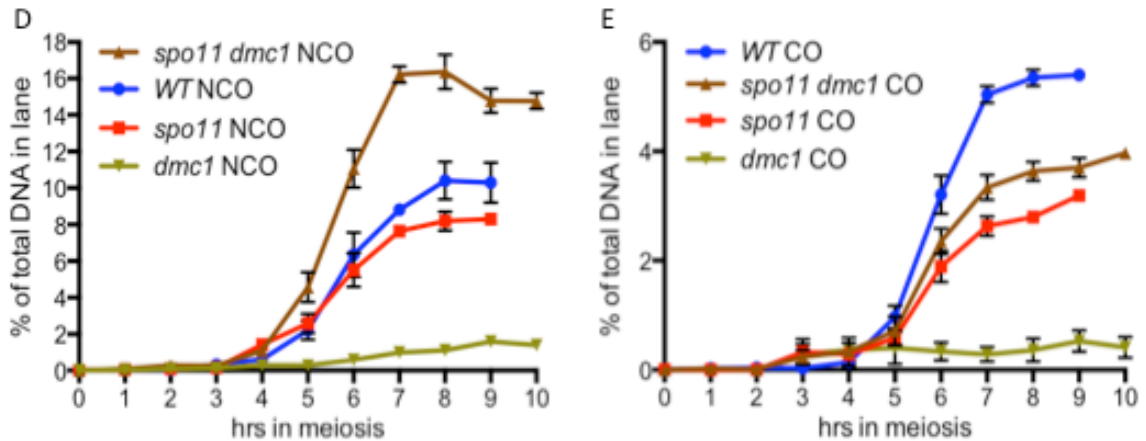 D
% of total DNA in lane
18
16
14
12
10
8
6
4
2
0
spo11 dmc1 NCO
WT NCO
spo11 NCO
dmc1 NCO
0 1 2 3 4 5 6 7 8 9 10
hrs in meiosis
E
% of total DNA in lane
6
4
2
0
WT CO
spo11 dmc1 CO
spo11 CO
dmc1 CO
0 1 2 3 4 5 6 7 8 9 10
hrs in meiosis